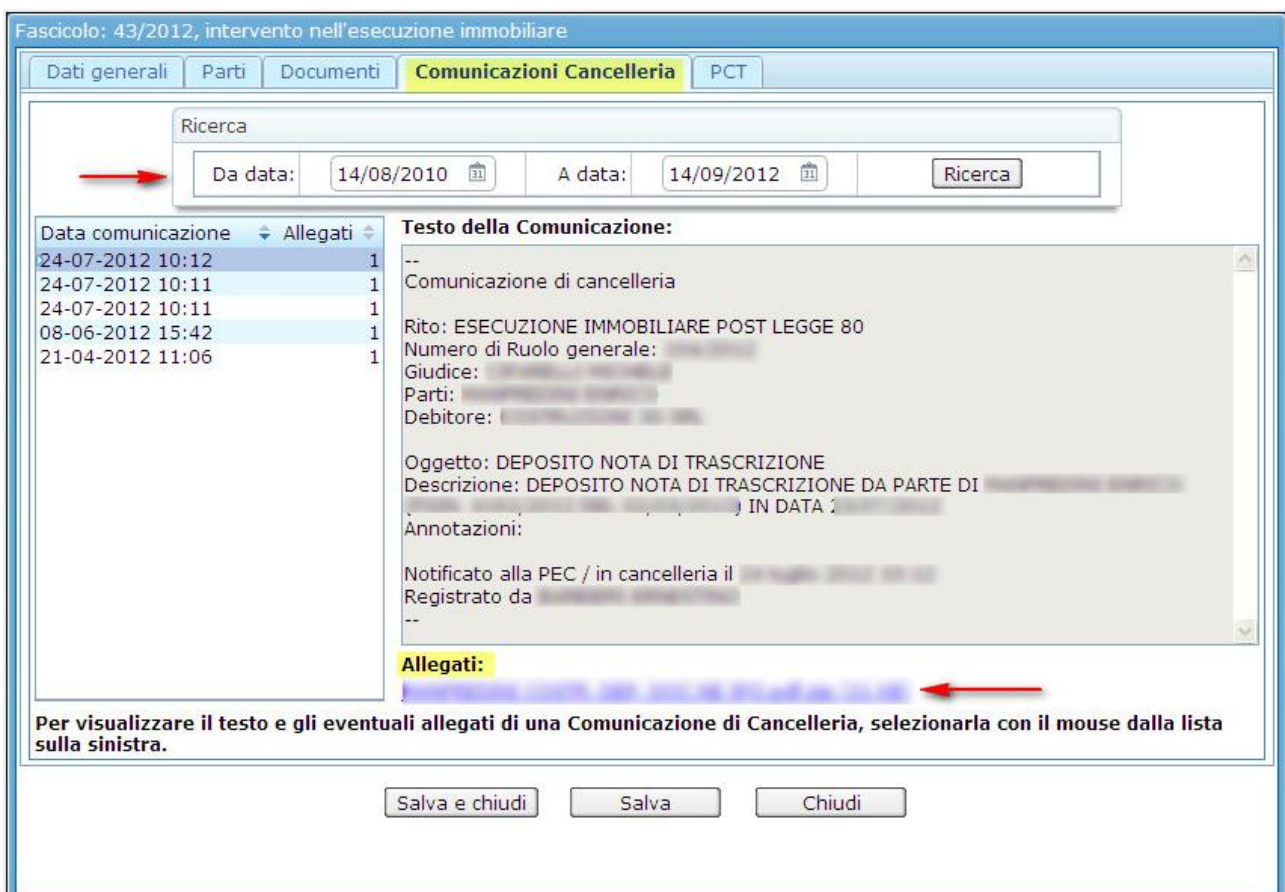 Fascicolo: 43/2012, intervento nell'esecuzione immobiliare
Dati generali Parti Documenti Comunicazioni Cancelleria PCT
Ricerca
Da data: 14/08/2010 31 A data: 14/09/2012 31 Ricerca
Data comunicazione Allegati
24-07-2012 10:12 1
24-07-2012 10:11 1
24-07-2012 10:11 1
08-06-2012 15:42 1
21-04-2012 11:06 1
Testo della Comunicazione:
--
Comunicazione di cancelleria
Rito: ESECUZIONE IMMOBILIARE POST LEGGE 80
Numero di Ruolo generale:
Giudice:
Parti:
Debitore:
Oggetto: DEPOSITO NOTA DI TRASCRIZIONE
Descrizione: DEPOSITO NOTA DI TRASCRIZIONE DA PARTE DI
) IN DATA 2
Annotazioni:
Notificato alla PEC / in cancelleria il
Registrato da
--
Allegati:
Per visualizzare il testo e gli eventuali allegati di una Comunicazione di Cancelleria, selezionarla con il mouse dalla lista
sulla sinistra.
Salva e chiudi Salva Chiudi